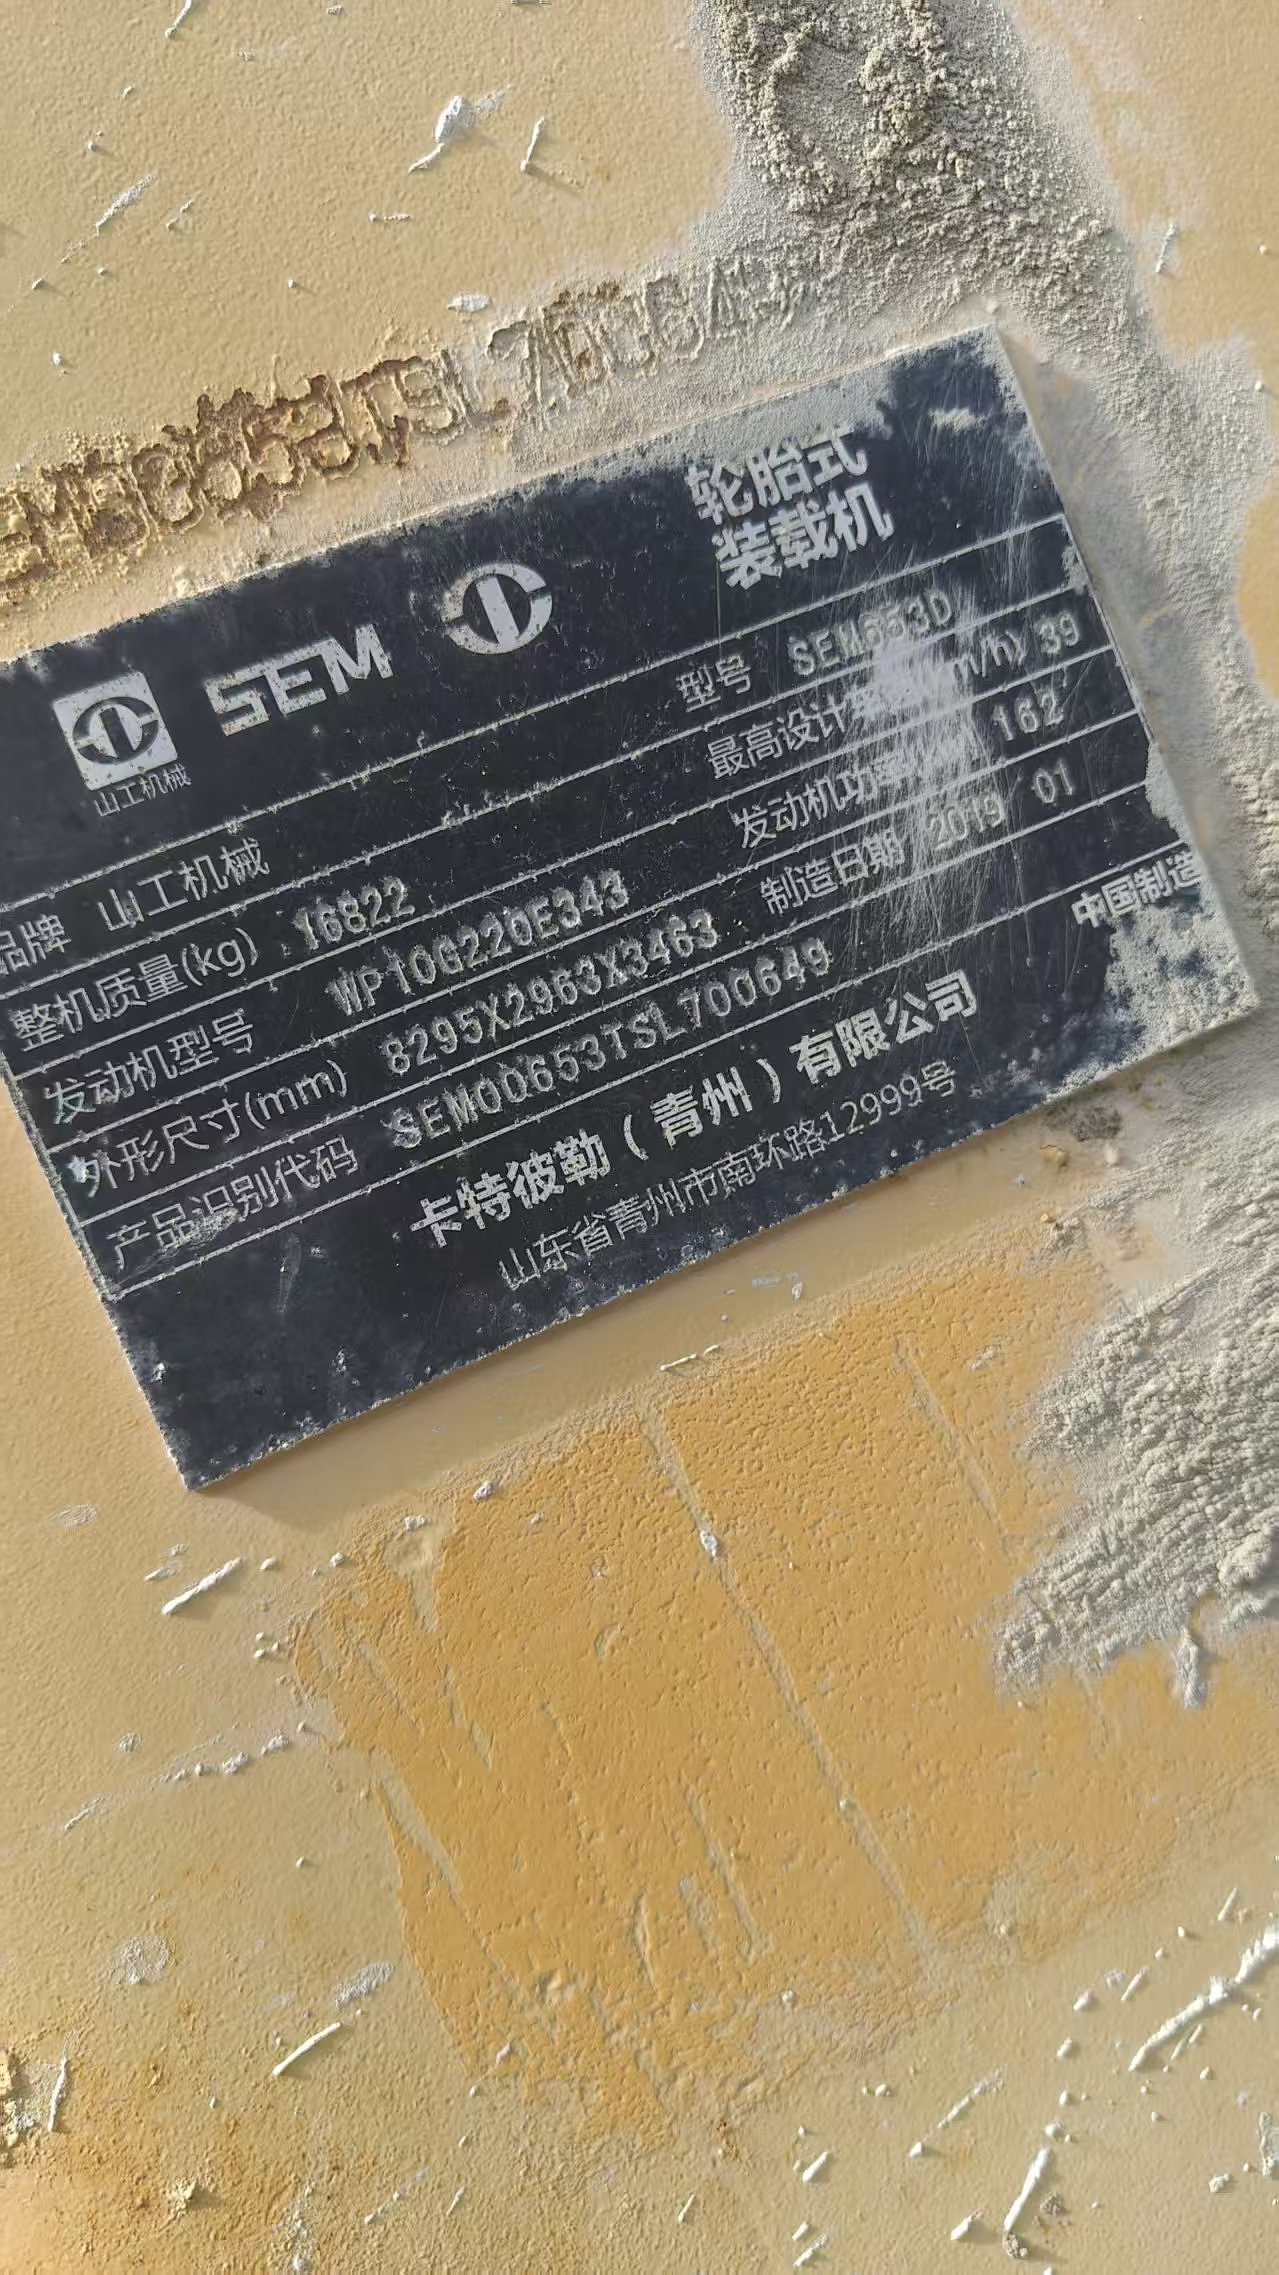 SEM00653TSL700649
轮胎式
装载机
SEM
山工机械
品牌 山工机械 型号 SEM653D
整机质量(kg) 16822 最高设计 /h) 39
发动机型号 WP10G220E343 发动机功率 162
外形尺寸(mm) 8295X2963X3463 制造日期 2019 01
产品识别代码 SEM00653TSL700649
中国制造
卡特彼勒(青州)有限公司
山东省青州市南环路12999号